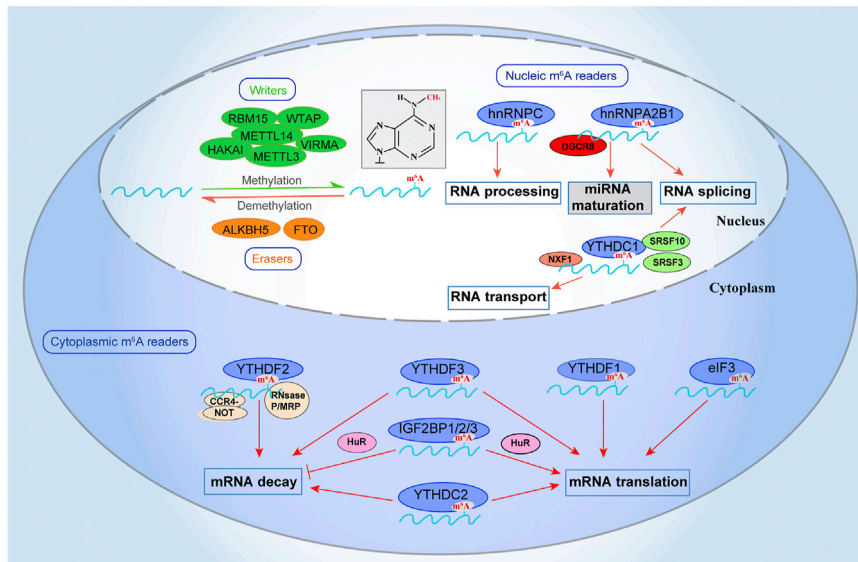 Nucleic m⁶A readers
Writers
RBM15
WTAP
METTL14
HAKAI
VIRMA
METTL3
H
N
CH₃
N
N
N
N
hnRNPC
m⁶A
hnRNPA2B1
m⁶A
DGCR8
Methylation
m⁶A
Demethylation
RNA processing
miRNA
maturation
RNA splicing
ALKBH5
FTO
Erasers
Nucleus
YTHDC1
m⁶A
SRSF10
SRSF3
NXF1
Cytoplasm
RNA transport
Cytoplasmic m⁶A readers
YTHDF2
m⁶A
CCR4-
NOT
RNsase
P/MRP
YTHDF3
m⁶A
YTHDF1
m⁶A
eIF3
m⁶A
HuR
IGF2BP1/2/3
m⁶A
HuR
mRNA decay
mRNA translation
YTHDC2
m⁶A